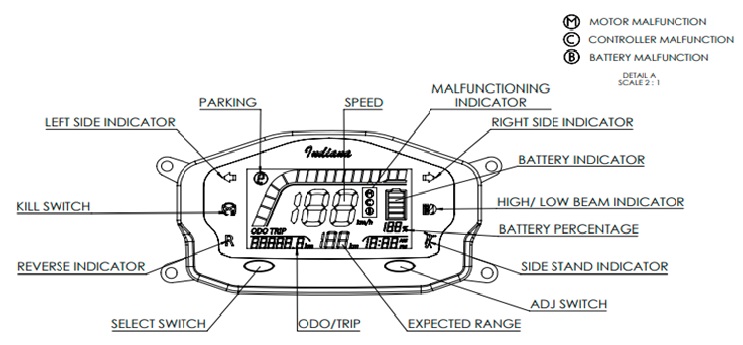 Ⓜ MOTOR MALFUNCTION
Ⓒ CONTROLLER MALFUNCTION
Ⓑ BATTERY MALFUNCTION
DETAIL A
SCALE 2 : 1
MALFUNCTIONING
INDICATOR
PARKING
SPEED
LEFT SIDE INDICATOR
RIGHT SIDE INDICATOR
Indiana
BATTERY INDICATOR
P
188
M
C
B
km/h
KILL SWITCH
HIGH/ LOW BEAM INDICATOR
188%
BATTERY PERCENTAGE
ODO TRIP
R
88888.8 km
188 km
18:88
REVERSE INDICATOR
SIDE STAND INDICATOR
ADJ SWITCH
SELECT SWITCH
ODO/TRIP
EXPECTED RANGE